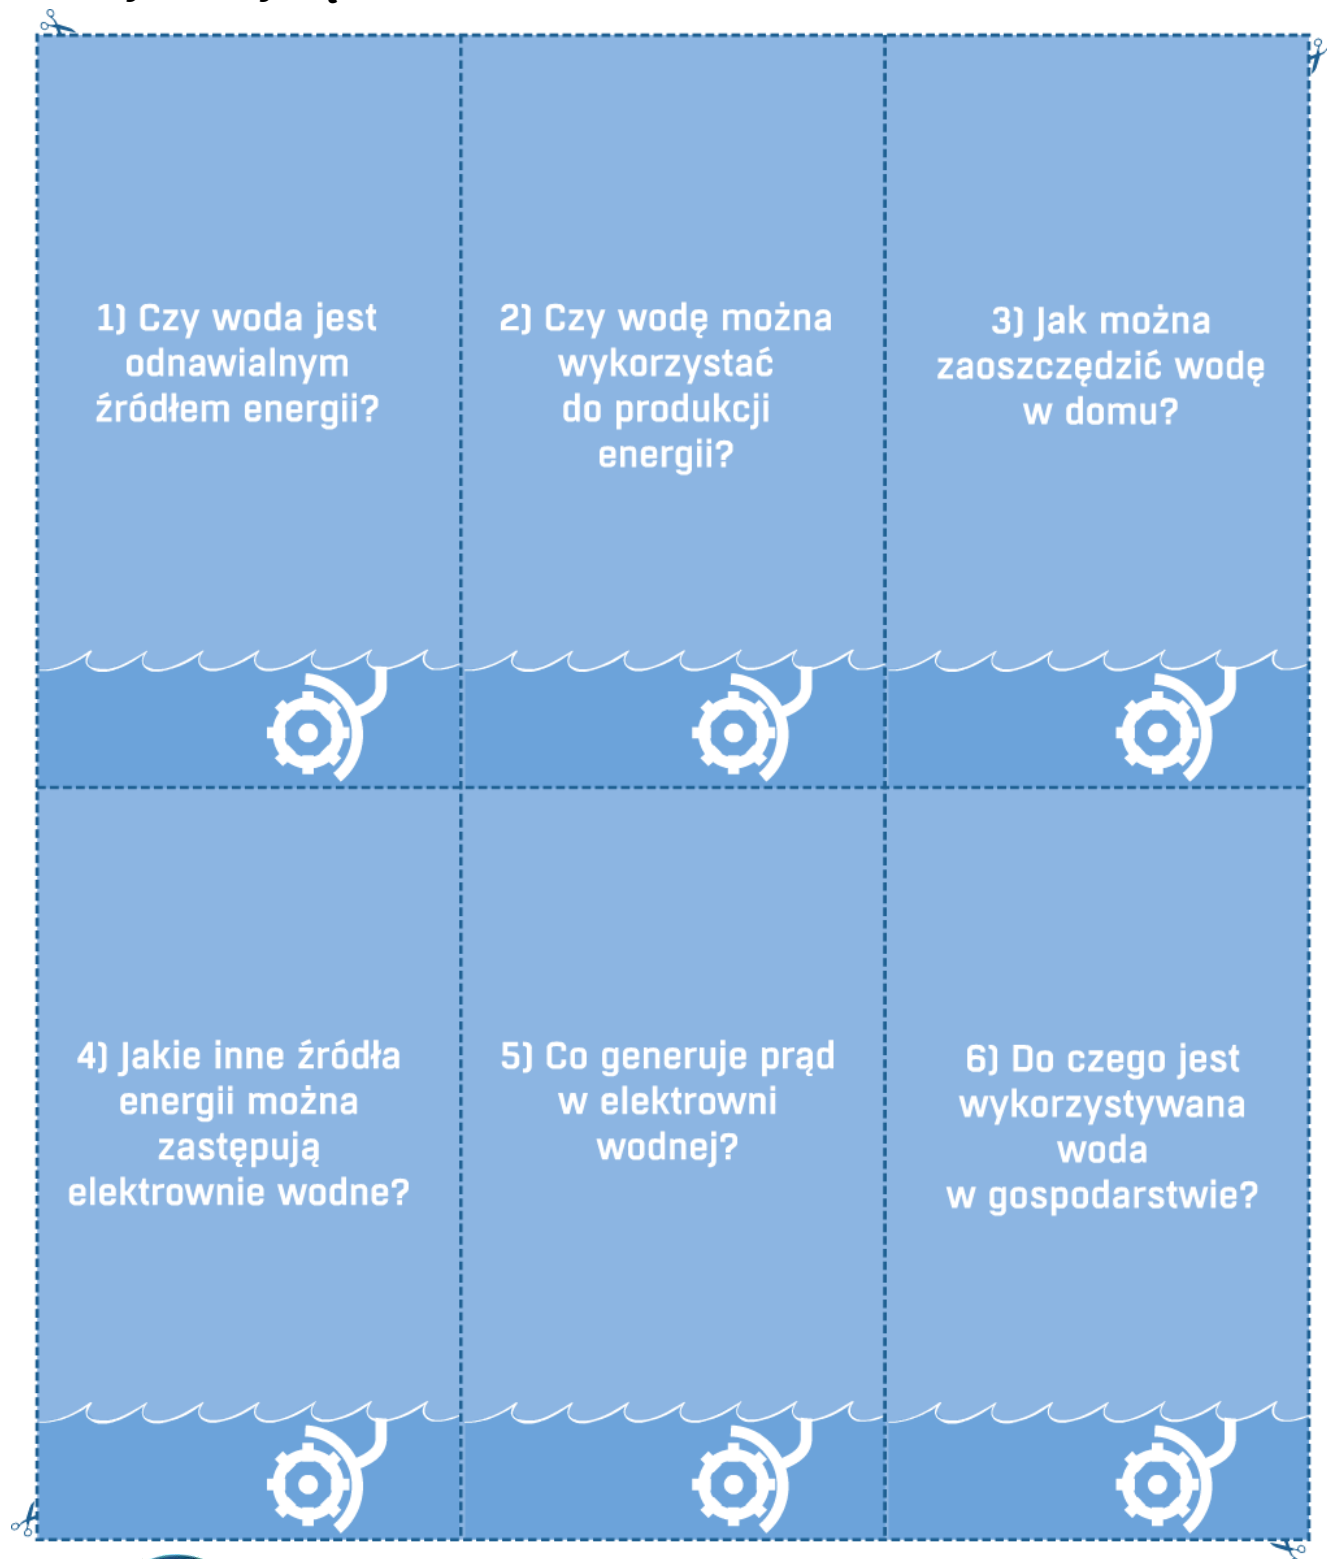 1) Czy woda jest
odnawialnym
źródłem energii?
2) Czy wodę można
wykorzystać
do produkcji
energii?
3) Jak można
zaoszczędzić wodę
w domu?
4) Jakie inne źródła
energii można
zastępują
elektrownie wodne?
5) Co generuje prąd
w elektrowni
wodnej?
6) Do czego jest
wykorzystywana
woda
w gospodarstwie?